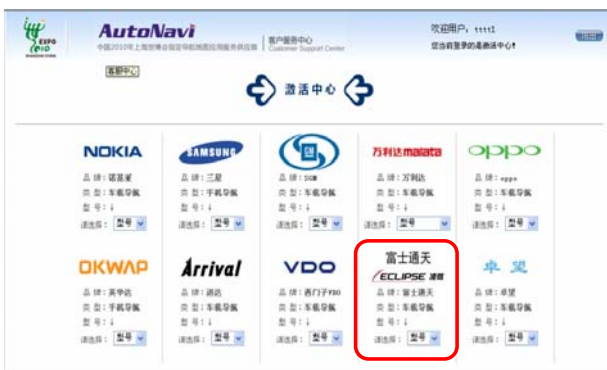 EXPO
AutoNavi
中国2010年上海世博会指定导航地图应用服务供应商
客户服务中心
Customer Support Center
欢迎用户，tttt1
您当前登录的是激活中心!
客服中心
激活中心
NOKIA
SAMSUNG
GM
万利达malata
oppo
品 牌：诺基亚
品 牌：三星
品 牌：SGM
品 牌：万利达
品 牌：oppo
类 型：车载导航
类 型：手机导航
类 型：车载导航
类 型：车载导航
类 型：车载导航
型 号：↓
型 号：↓
型 号：↓
型 号：↓
型 号：↓
请选择： 型号
请选择： 型号
请选择： 型号
请选择： 型号
请选择： 型号
OKWAP
Arrival
VDO
富士通天
ECLIPSE
卓望
品 牌：英华达
品 牌：西门子VDO
品 牌：富士通天
品 牌：卓望
类 型：手机导航
类 型：车载导航
类 型：车载导航
类 型：车载导航
类 型：车载导航
型 号：↓
型 号：↓
型 号：↓
型 号：↓
型 号：↓
请选择： 型号
请选择： 型号
请选择： 型号
请选择： 型号
请选择： 型号